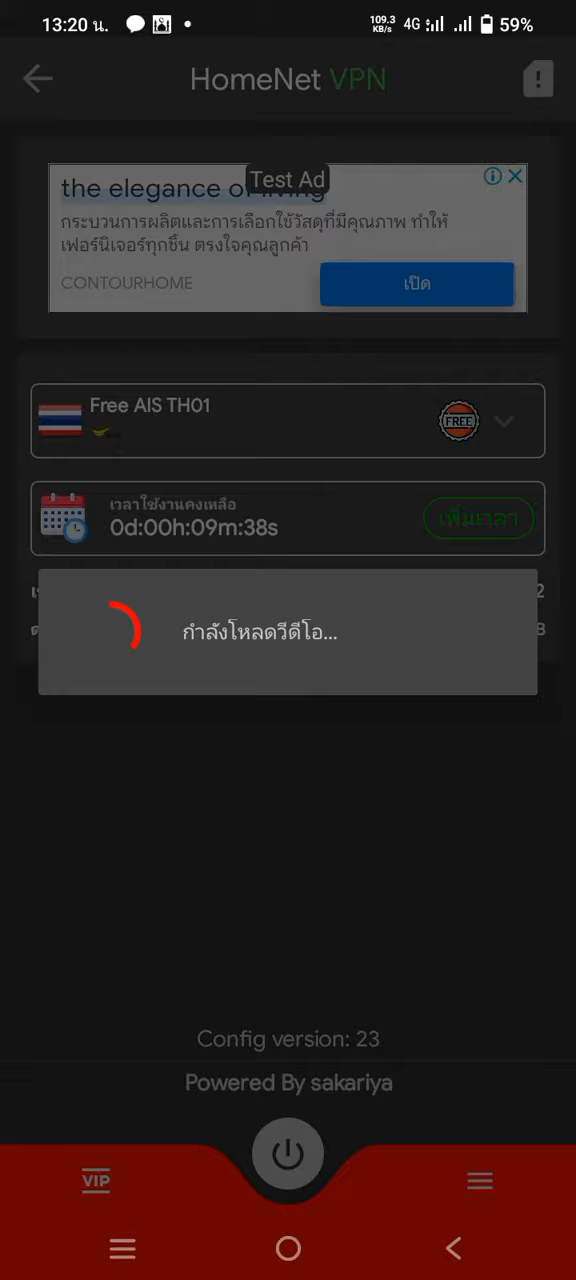 13:20 น.
109.3 KB/s 4G 59%
HomeNet VPN
Test Ad
the elegance of living
กระบวนการผลิตและการเลือกใช้วัสดุที่มีคุณภาพ ทำให้
เฟอร์นิเจอร์ทุกชิ้น ตรงใจคุณลูกค้า
CONTOURHOME
เปิด
Free AIS TH01
FREE
เวลาใช้งานคงเหลือ
0d:00h:09m:38s
เพิ่มเวลา
กำลังโหลดวีดีโอ...
Config version: 23
Powered By sakariya
VIP